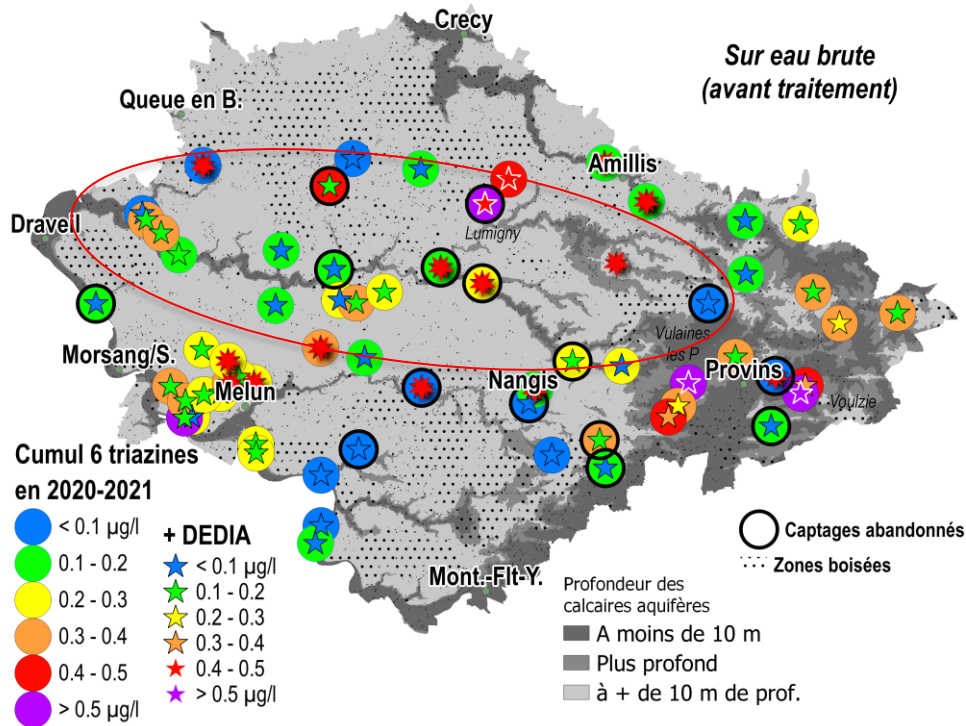 Crecy
Sur eau brute
(avant traitement)
Queue en B.
Amillis
Draveil
Lumigny
Vulaines
les P
Morsang/S.
Provins
Nangis
Melun
Voulzie
Cumul 6 triazines
en 2020-2021
< 0.1 µg/l
0.1 - 0.2
0.2 - 0.3
0.3 - 0.4
0.4 - 0.5
> 0.5 µg/l
+ DEDIA
< 0.1 µg/l
0.1 - 0.2
0.2 - 0.3
0.3 - 0.4
0.4 - 0.5
> 0.5 µg/l
Captages abandonnés
Zones boisées
Mont.-Flt-Y.
Profondeur des
calcaires aquifères
A moins de 10 m
Plus profond
à + de 10 m de prof.